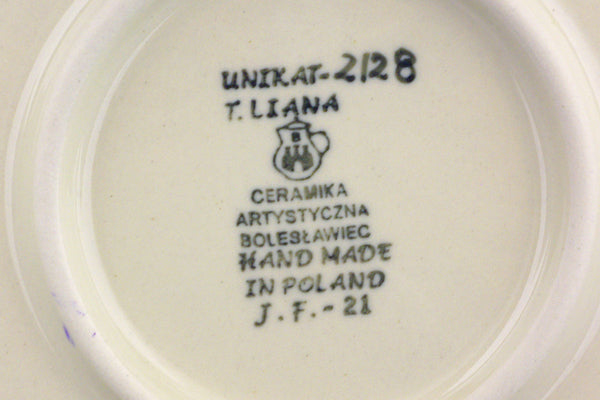 UNIKAT-2128
T. LIANA
B
CERAMIKA
ARTYSTYCZNA
BOLESŁAWIEC
HAND MADE
IN POLAND
J.F.-21